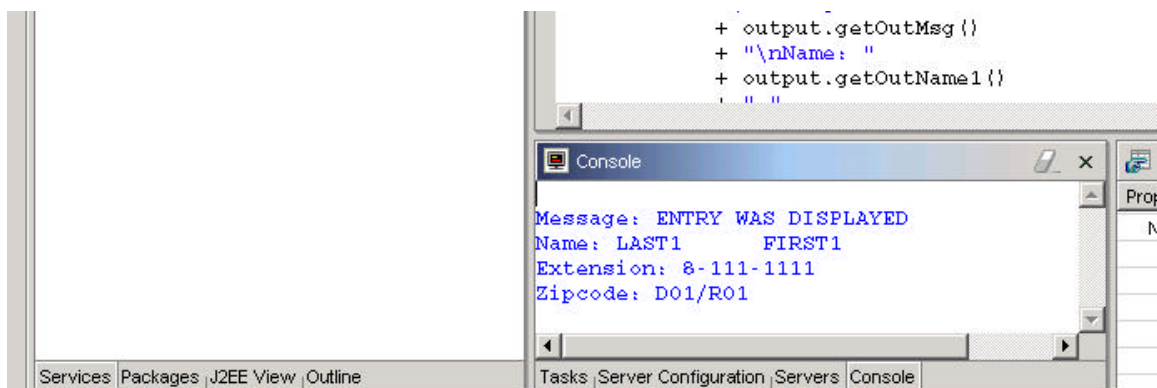 + output.getOutMsg()
+ "\nName: "
+ output.getOutName1()
+ " "
Console
Prop
Message: ENTRY WAS DISPLAYED
Name: LAST1 FIRST1
Extension: 8-111-1111
Zipcode: D01/R01
Services Packages J2EE View Outline
Tasks Server Configuration Servers Console